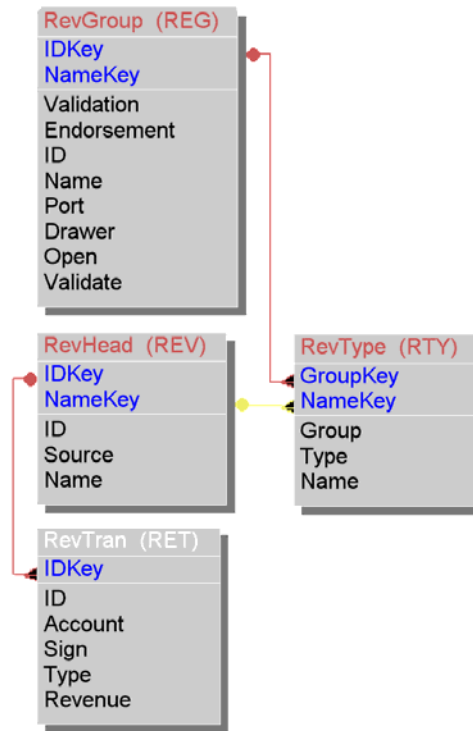 RevGroup (REG)
IDKey
NameKey
Validation
Endorsement
ID
Name
Port
Drawer
Open
Validate
RevHead (REV)
IDKey
NameKey
ID
Source
Name
RevType (RTY)
GroupKey
NameKey
Group
Type
Name
RevTran (RET)
IDKey
ID
Account
Sign
Type
Revenue